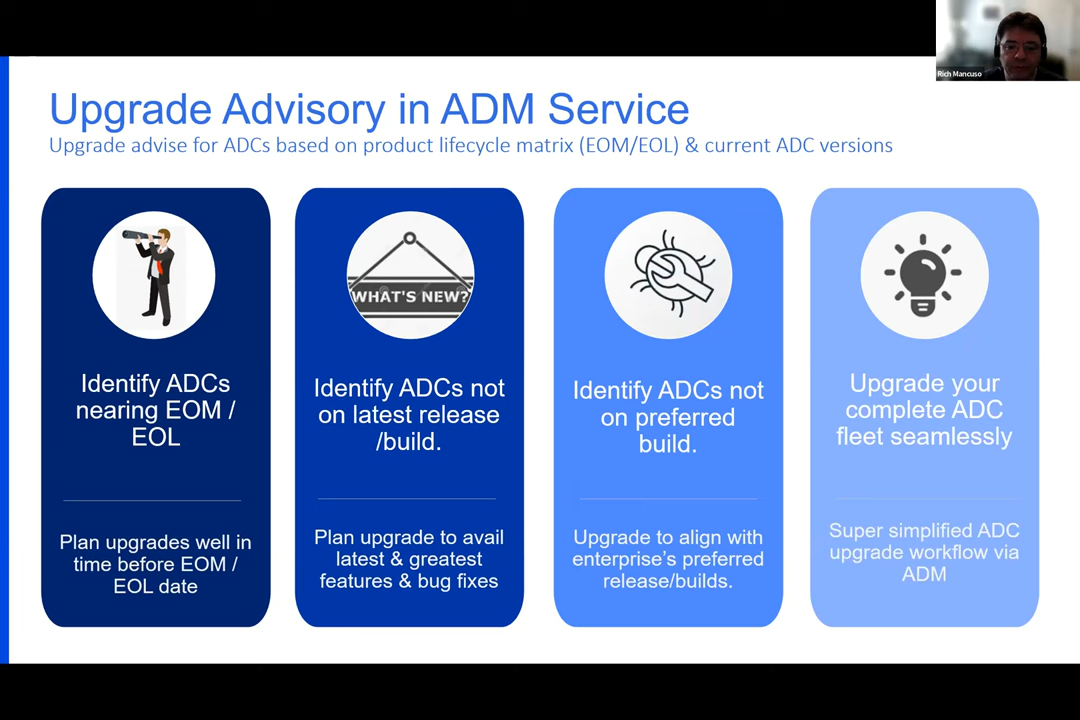 Rich Mancuso
Upgrade Advisory in ADM Service
Upgrade advise for ADCs based on product lifecycle matrix (EOM/EOL) & current ADC versions
Identify ADCs
nearing EOM /
EOL
Plan upgrades well in
time before EOM /
EOL date
WHAT'S NEW?
Identify ADCs not
on latest release
/build.
Plan upgrade to avail
latest & greatest
features & bug fixes
Identify ADCs not
on preferred
build.
Upgrade to align with
enterprise's preferred
release/builds.
Upgrade your
complete ADC
fleet seamlessly
Super simplified ADC
upgrade workflow via
ADM